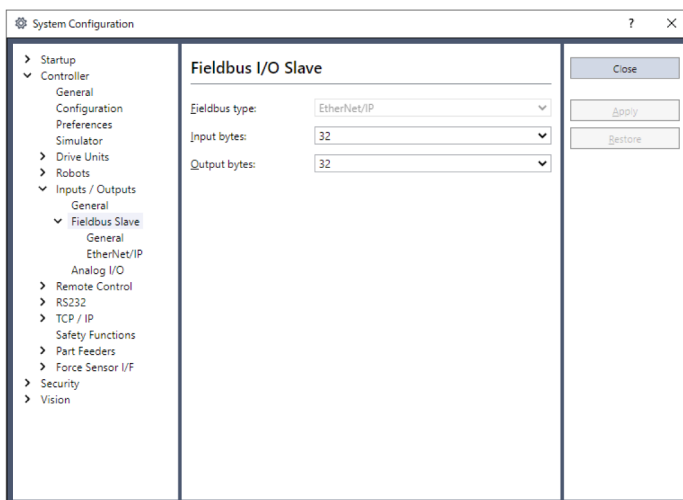 System Configuration
?
Startup
Controller
General
Configuration
Preferences
Simulator
Drive Units
Robots
Inputs / Outputs
General
Fieldbus Slave
General
EtherNet/IP
Analog I/O
Remote Control
RS232
TCP / IP
Safety Functions
Part Feeders
Force Sensor I/F
Security
Vision
Fieldbus I/O Slave
Fieldbus type: EtherNet/IP
Input bytes: 32
Output bytes: 32
Close
Apply
Restore